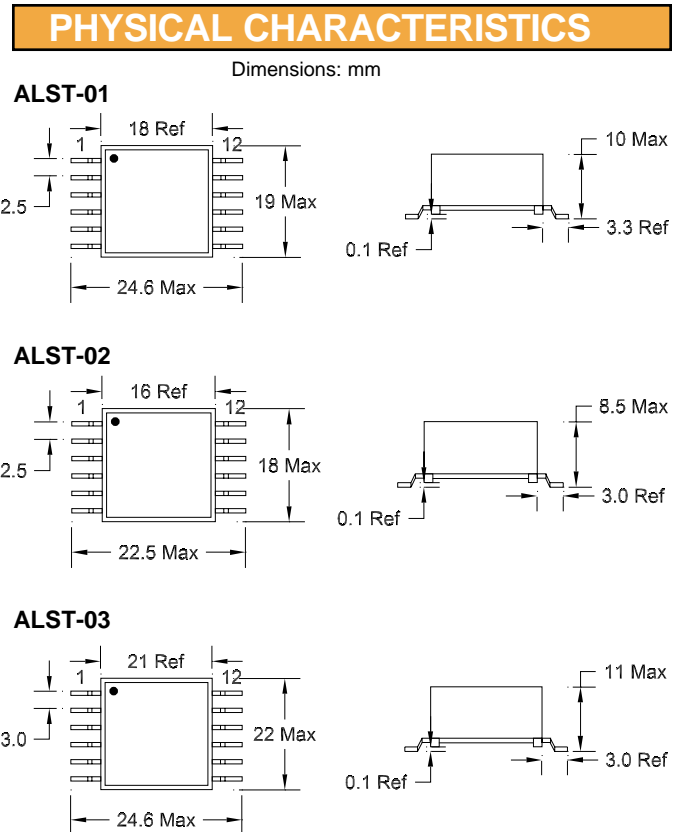 PHYSICAL CHARACTERISTICS
Dimensions: mm
ALST-01
18 Ref
1
12
2.5
19 Max
24.6 Max
10 Max
3.3 Ref
0.1 Ref
ALST-02
16 Ref
1
12
2.5
18 Max
22.5 Max
8.5 Max
3.0 Ref
0.1 Ref
ALST-03
21 Ref
1
12
3.0
22 Max
24.6 Max
11 Max
3.0 Ref
0.1 Ref